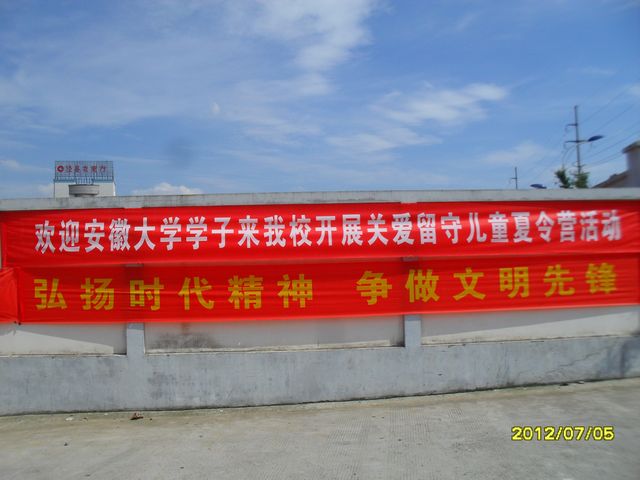 欢迎安徽大学学子来我校开展关爱留守儿童夏令营活动
弘扬时代精神 争做文明先锋
2012/07/05